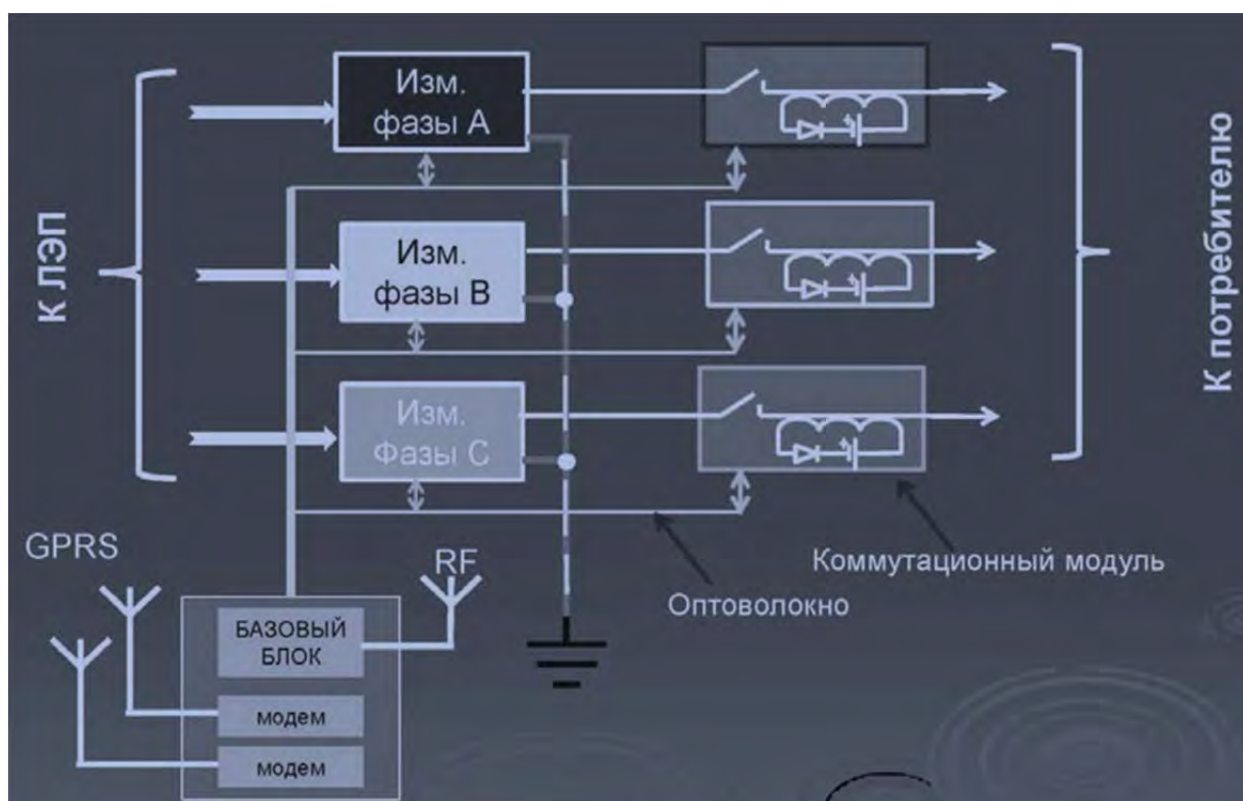 Изм.
фазы А
К ЛЭП
Изм.
фазы В
К потребителю
Изм.
Фазы С
GPRS
RF
Коммутационный модуль
Оптоволокно
БАЗОВЫЙ
БЛОК
модем
модем